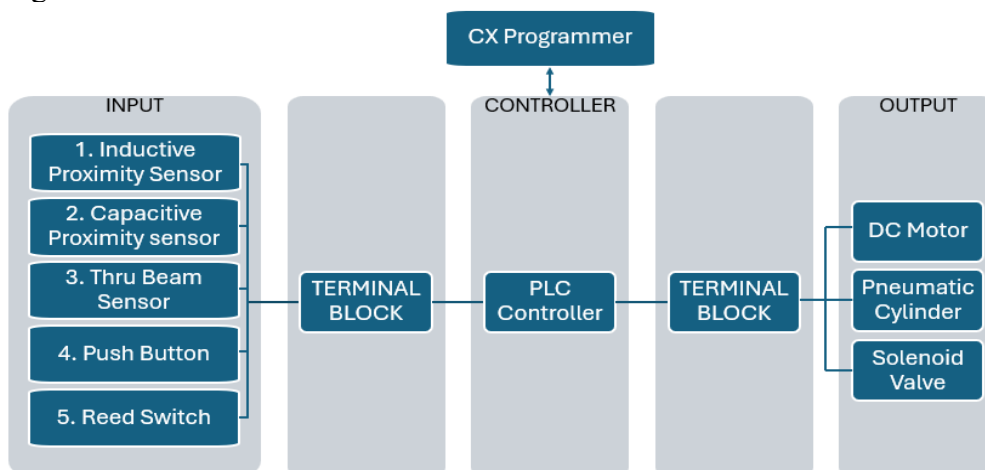 CX Programmer
INPUT
CONTROLLER
OUTPUT
1. Inductive
Proximity Sensor
2. Capacitive
Proximity sensor
3. Thru Beam
Sensor
4. Push Button
5. Reed Switch
TERMINAL
BLOCK
PLC
Controller
TERMINAL
BLOCK
DC Motor
Pneumatic
Cylinder
Solenoid
Valve